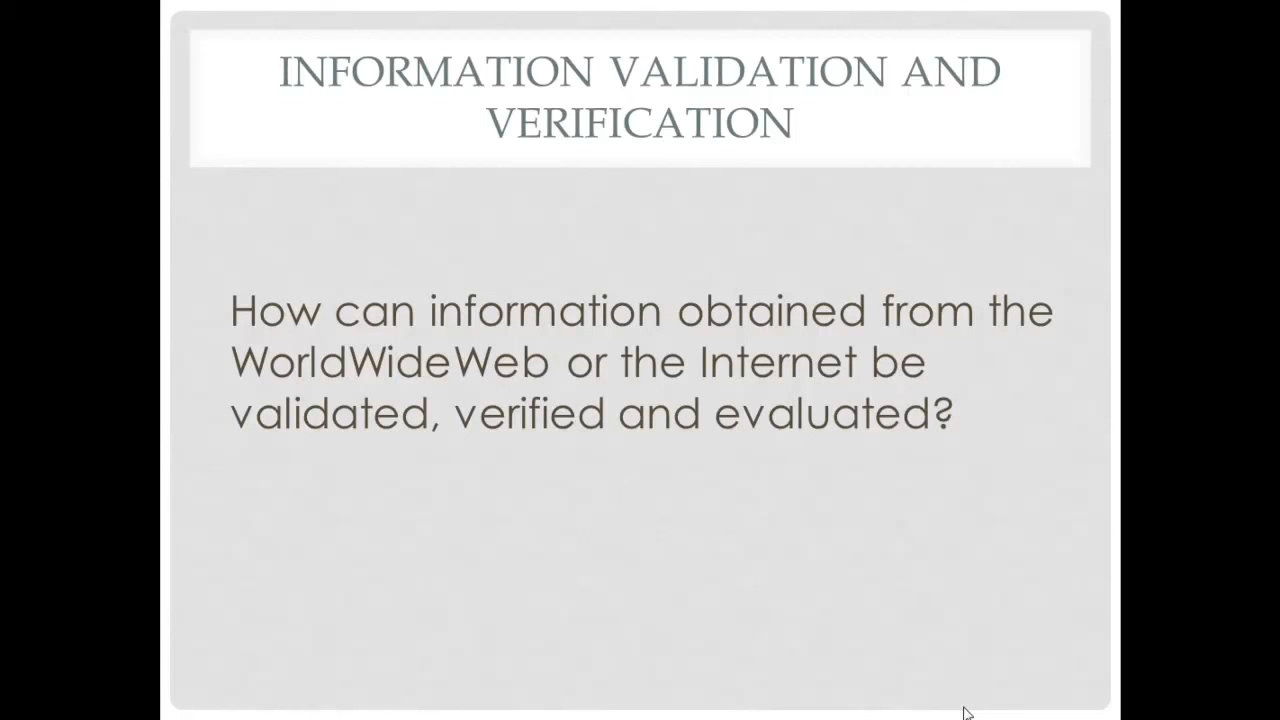 INFORMATION VALIDATION AND
VERIFICATION
How can information obtained from the
WorldWideWeb or the Internet be
validated, verified and evaluated?